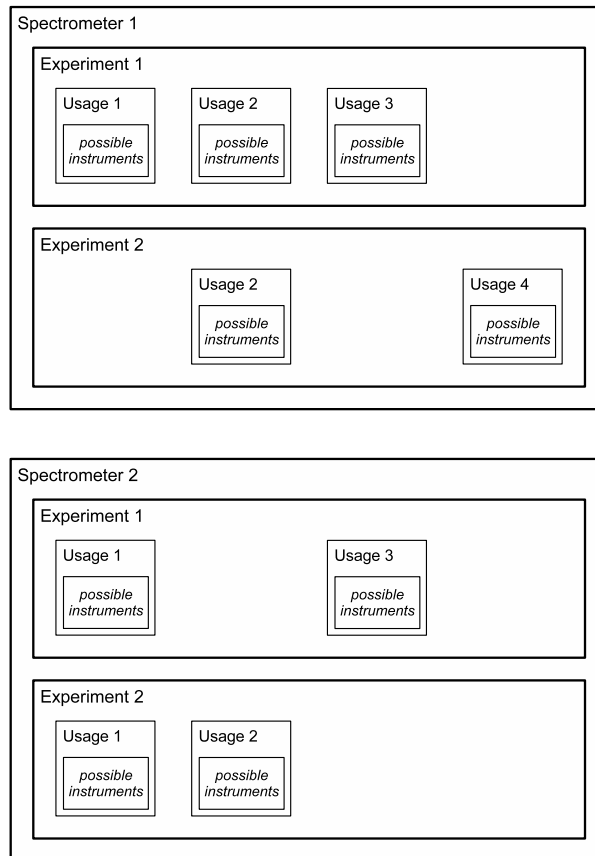 Spectrometer 1
Experiment 1
Usage 1
possible
instruments
Usage 2
possible
instruments
Usage 3
possible
instruments
Experiment 2
Usage 2
possible
instruments
Usage 4
possible
instruments
Spectrometer 2
Experiment 1
Usage 1
possible
instruments
Usage 3
possible
instruments
Experiment 2
Usage 1
possible
instruments
Usage 2
possible
instruments